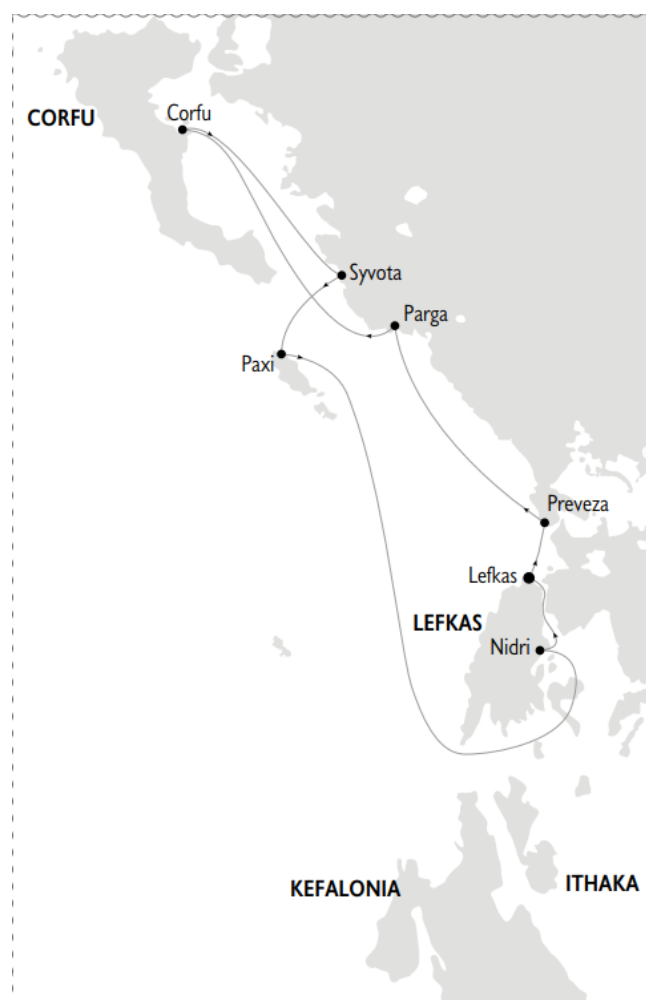 Corfu
CORFU
Syvota
Parga
Paxi
Preveza
Lefkas
LEFKAS
Nidri
KEFALONIA
ITHAKA